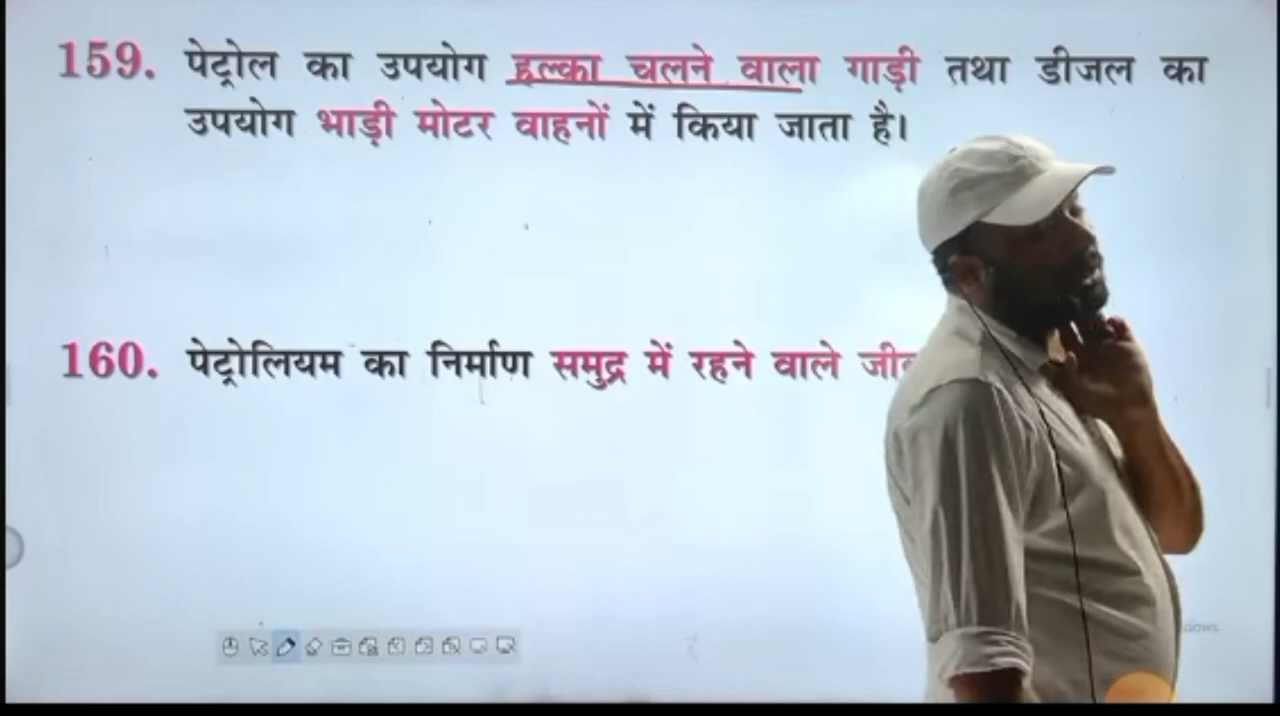 159. पेट्रोल का उपयोग हल्का चलने वाला गाड़ी तथा डीजल का
उपयोग भाड़ी मोटर वाहनों में किया जाता है।
160. पेट्रोलियम का निर्माण समुद्र में रहने वाले